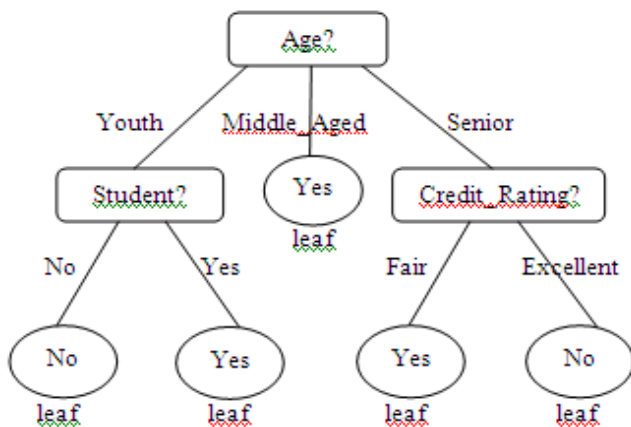 Age?
Youth
Middle_Aged
Senior
Student?
Yes
Credit_Rating?
leaf
No
Yes
Fair
Excellent
No
Yes
Yes
No
leaf
leaf
leaf
leaf